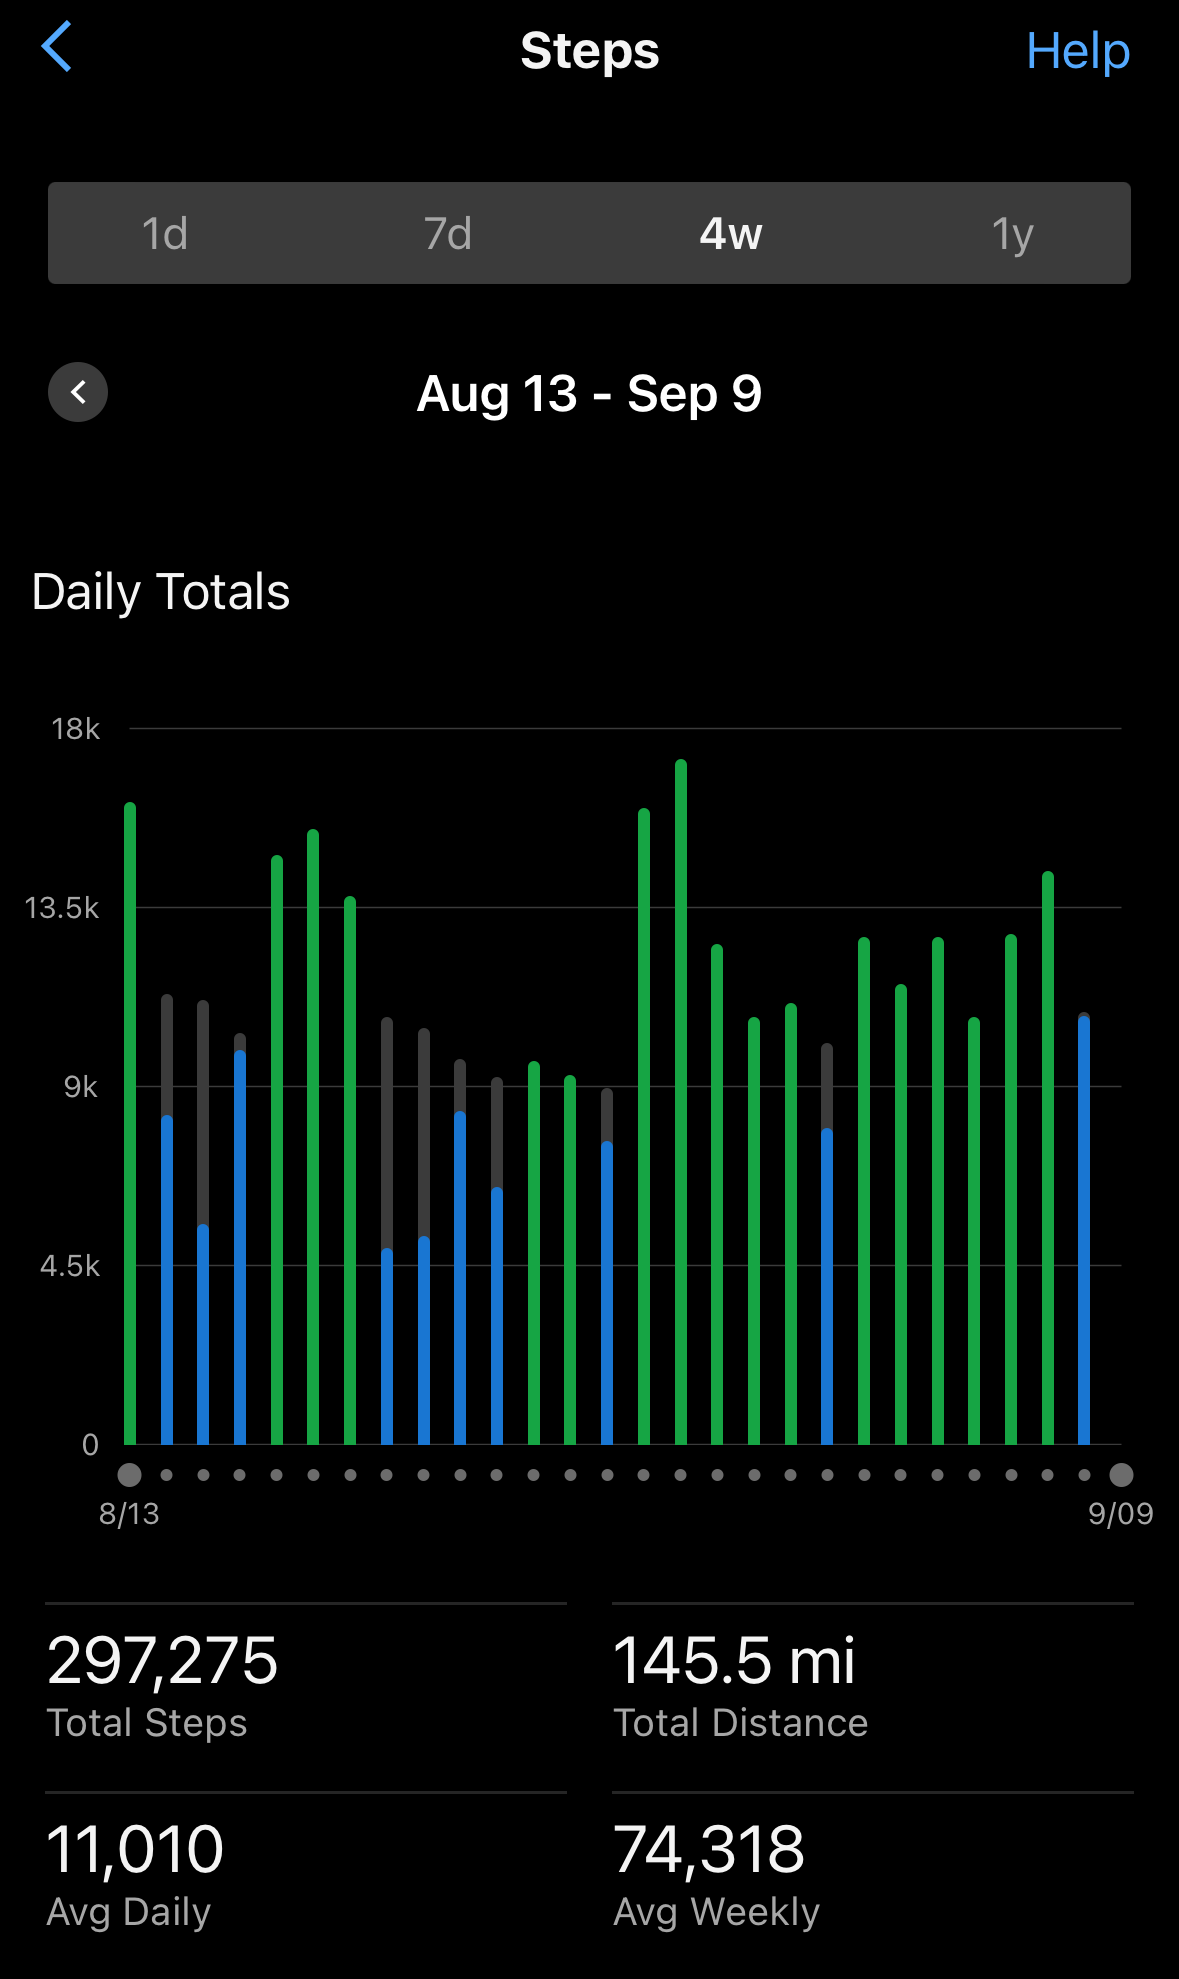 Steps
Help
1d 7d 4w 1y
Aug 13 - Sep 9
Daily Totals
18k
13.5k
9k
4.5k
0
8/13
9/09
297,275
Total Steps
145.5 mi
Total Distance
11,010
Avg Daily
74,318
Avg Weekly